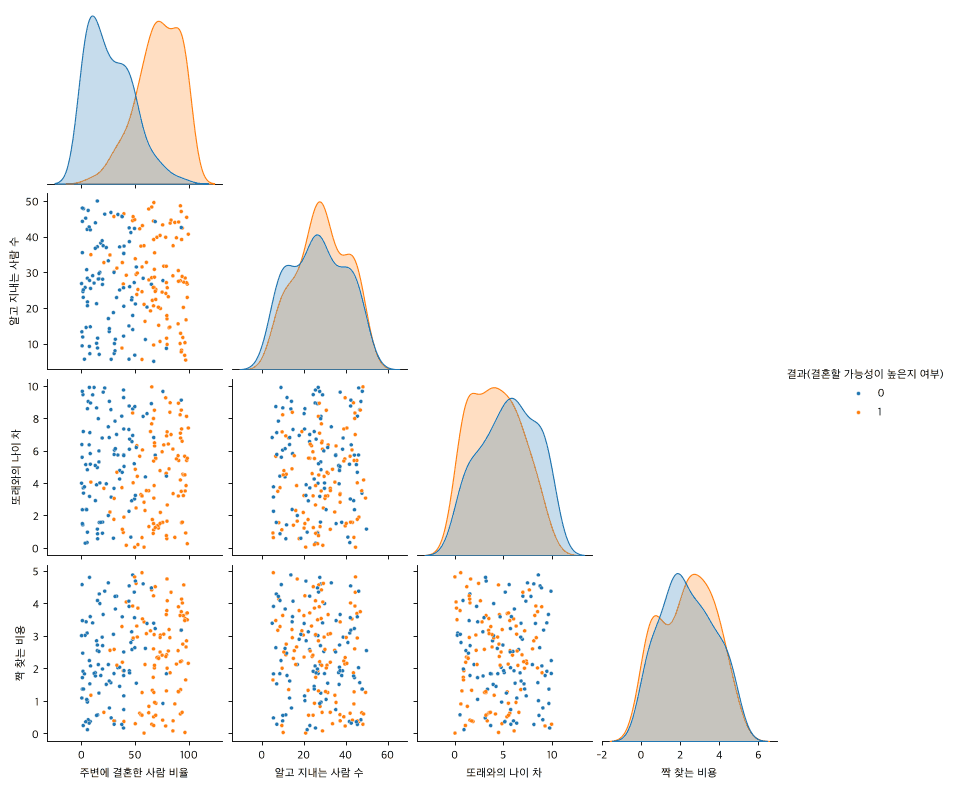 50
40
30
20
10
알고 지내는 사람 수
10
8
6
4
2
0
또래와의 나이 차
결과(결혼할 가능성이 높은지 여부)
0
1
5
4
3
2
1
0
짝 찾는 비용
0 50 100
0 20 40 60
0 5 10
-2 0 2 4 6
주변에 결혼한 사람 비율
알고 지내는 사람 수
또래와의 나이 차
짝 찾는 비용